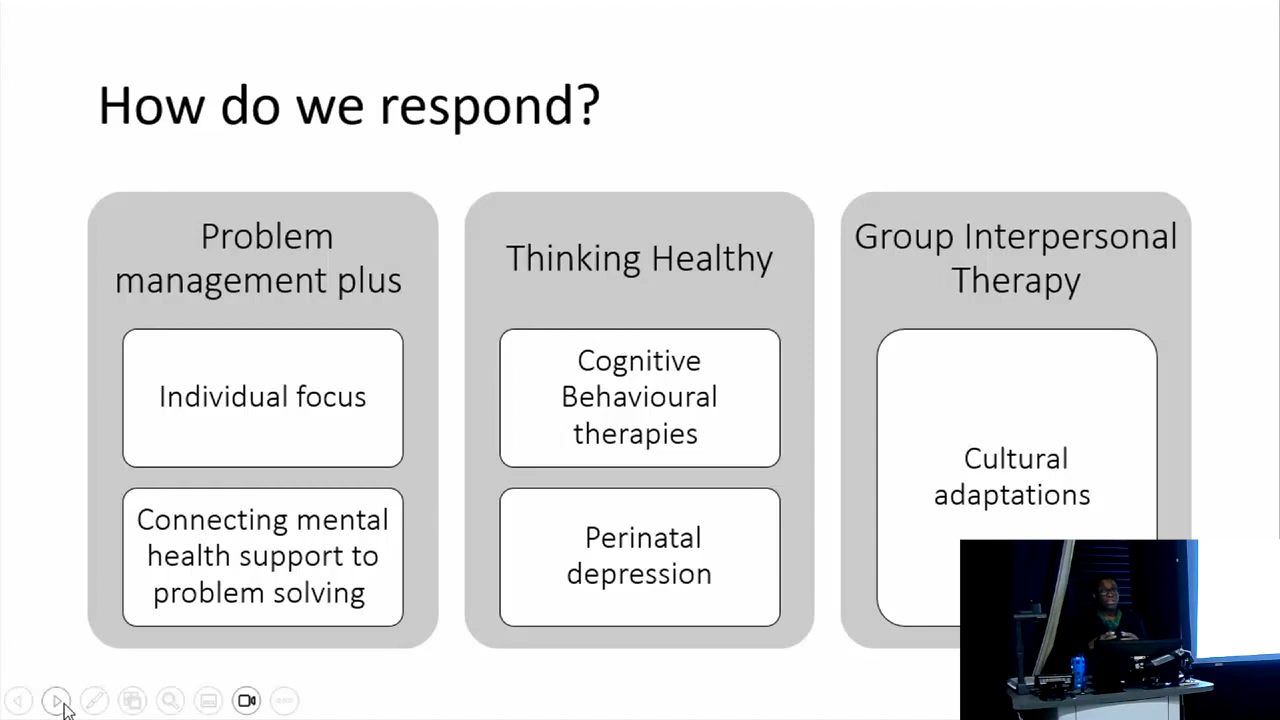 How do we respond?
Problem
management plus
Individual focus
Connecting mental
health support to
problem solving
Thinking Healthy
Cognitive
Behavioural
therapies
Perinatal
depression
Group Interpersonal
Therapy
Cultural
adaptations